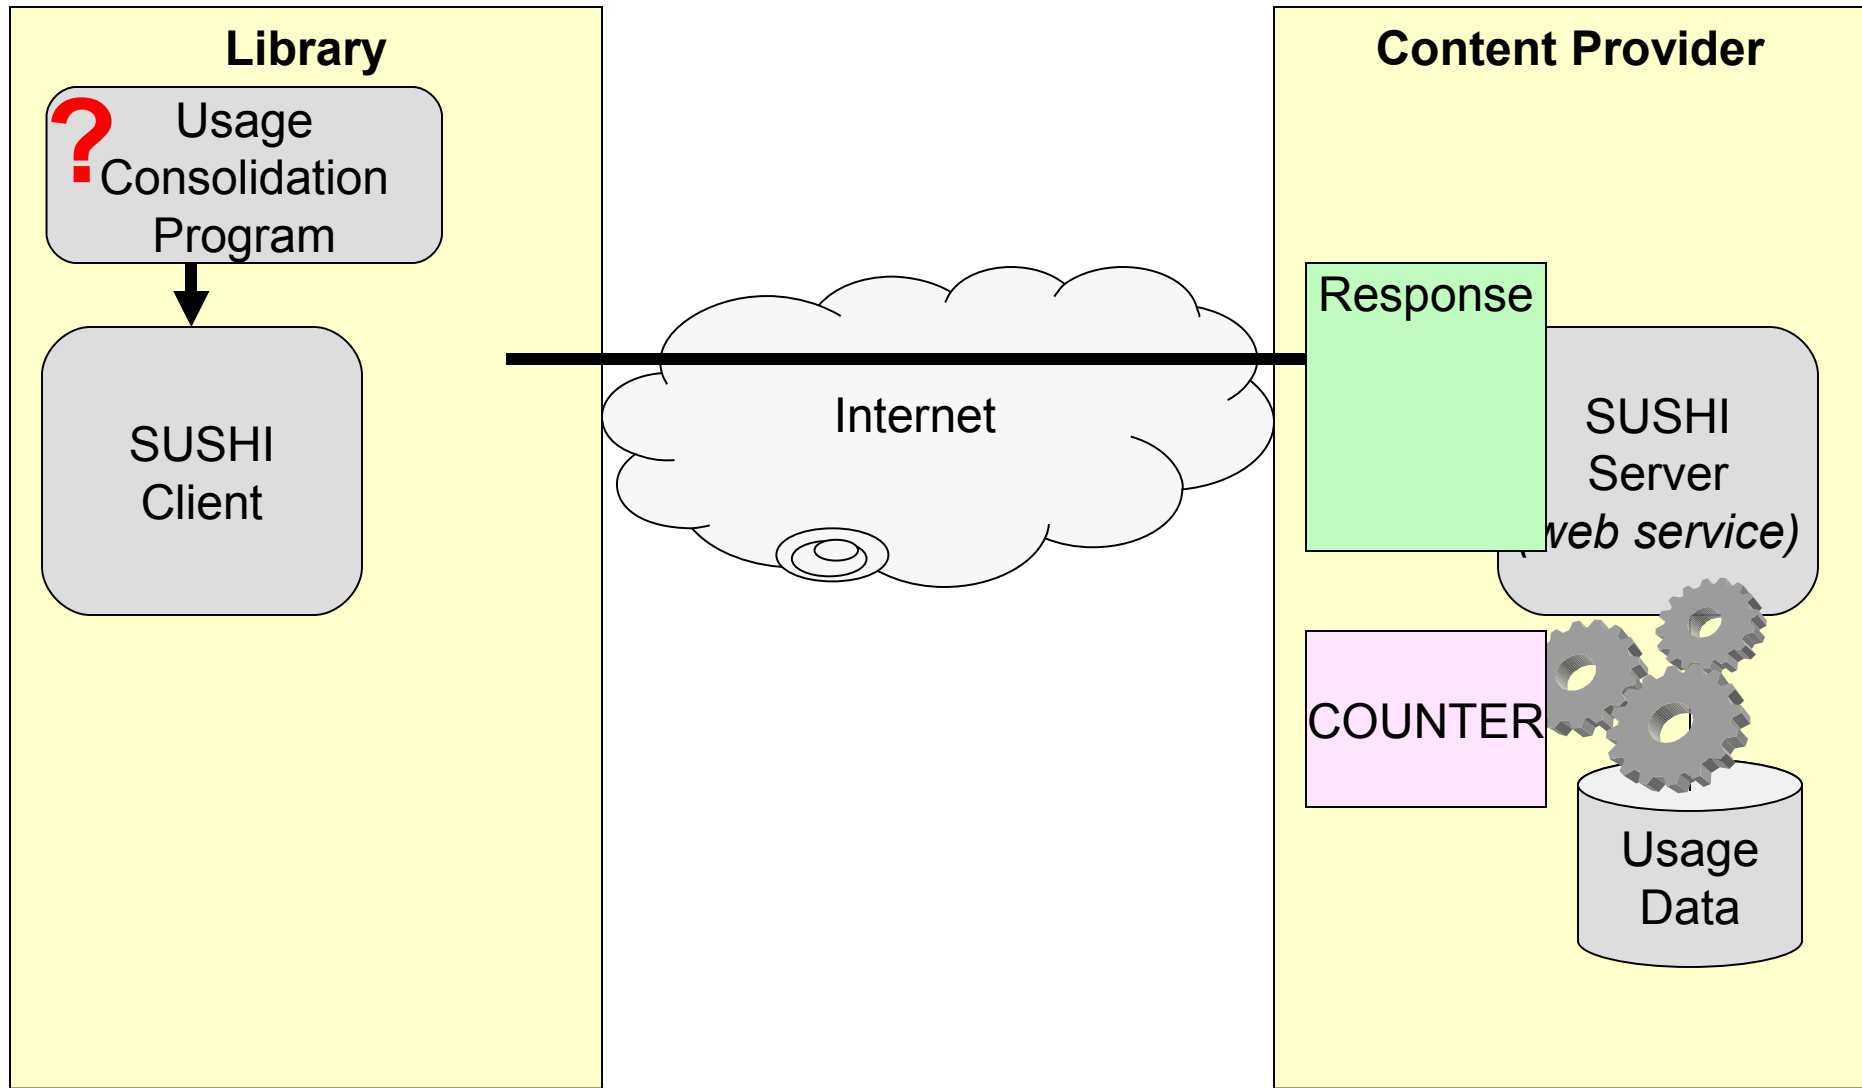 Library
?
Usage
Consolidation
Program
SUSHI
Client
Internet
Content Provider
Response
SUSHI
Server
(web service)
COUNTER
Usage
Data